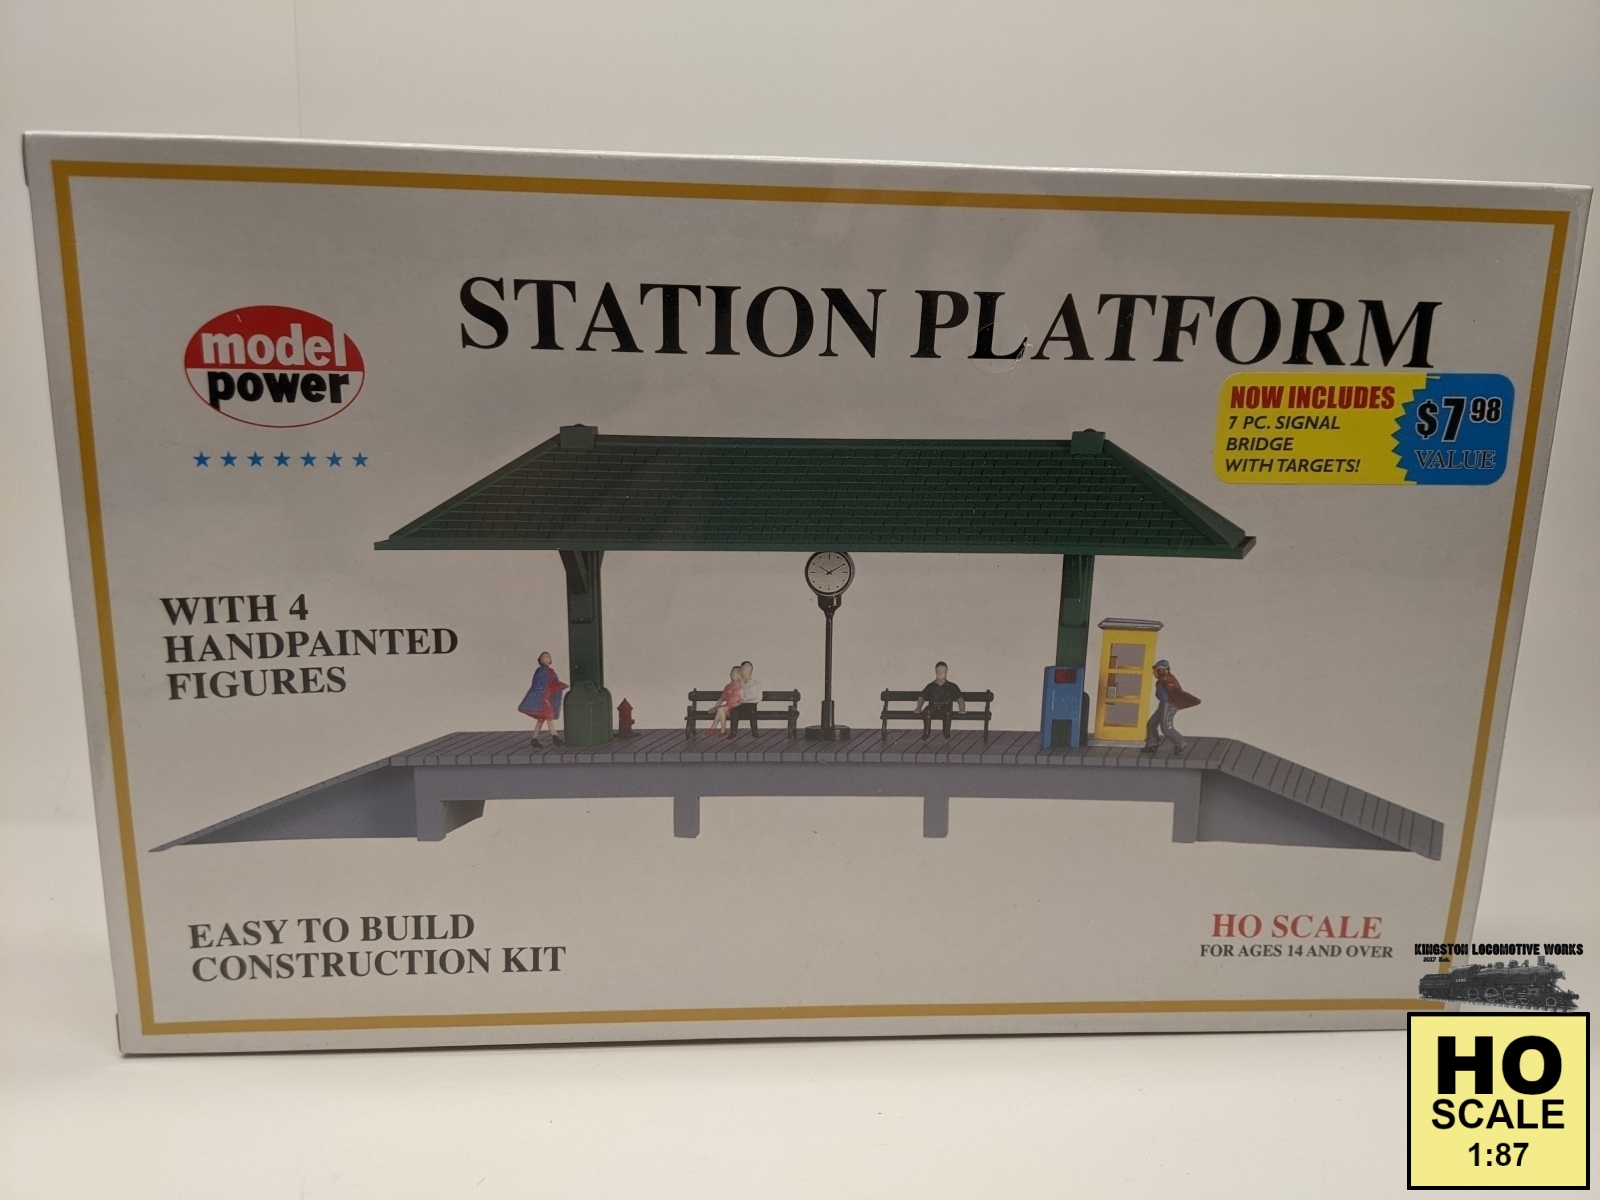 STATION PLATFORM
model
power
NOW INCLUDES
7 PC. SIGNAL
BRIDGE
WITH TARGETS!
$7 98
VALUE
WITH 4
HANDPAINTED
FIGURES
EASY TO BUILD
CONSTRUCTION KIT
HO SCALE
FOR AGES 14 AND OVER
KINGSTON LOCOMOTIVE WORKS
HO
SCALE
1:87